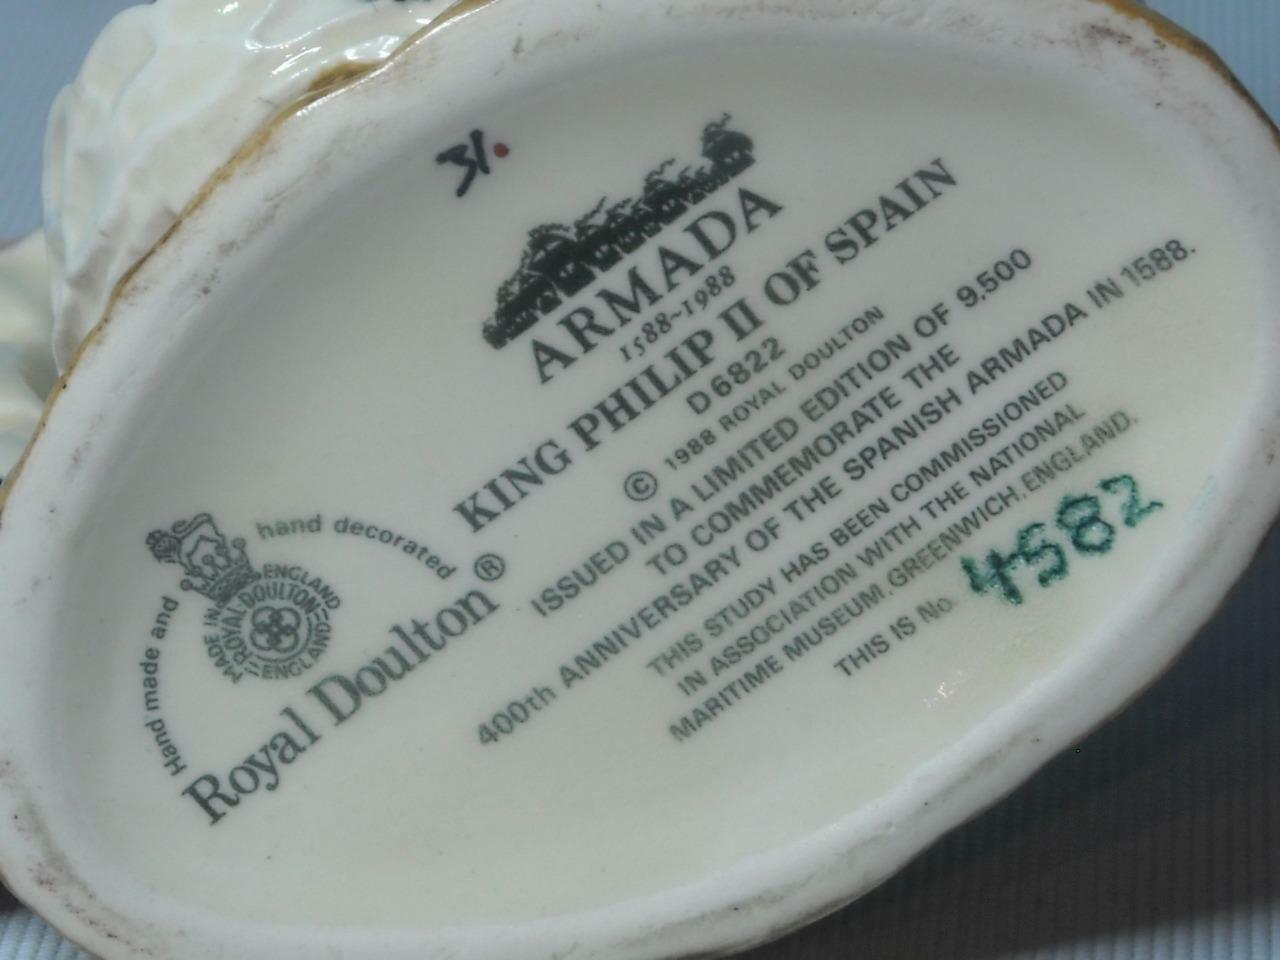 31.
ARMADA
1588~1988
KING PHILIP II OF SPAIN
D 6822
© 1988 ROYAL DOULTON
ISSUED IN A LIMITED EDITION OF 9,500
TO COMMEMORATE THE
400th ANNIVERSARY OF THE SPANISH ARMADA IN 1588.
THIS STUDY HAS BEEN COMMISSIONED
IN ASSOCIATION WITH THE NATIONAL
MARITIME MUSEUM, GREENWICH, ENGLAND.
THIS IS No. 4582
Hand made and hand decorated
ENGLAND
MADE IN
ROYAL·DOULTON
ENGLAND
ENGLAND
Royal Doulton ®